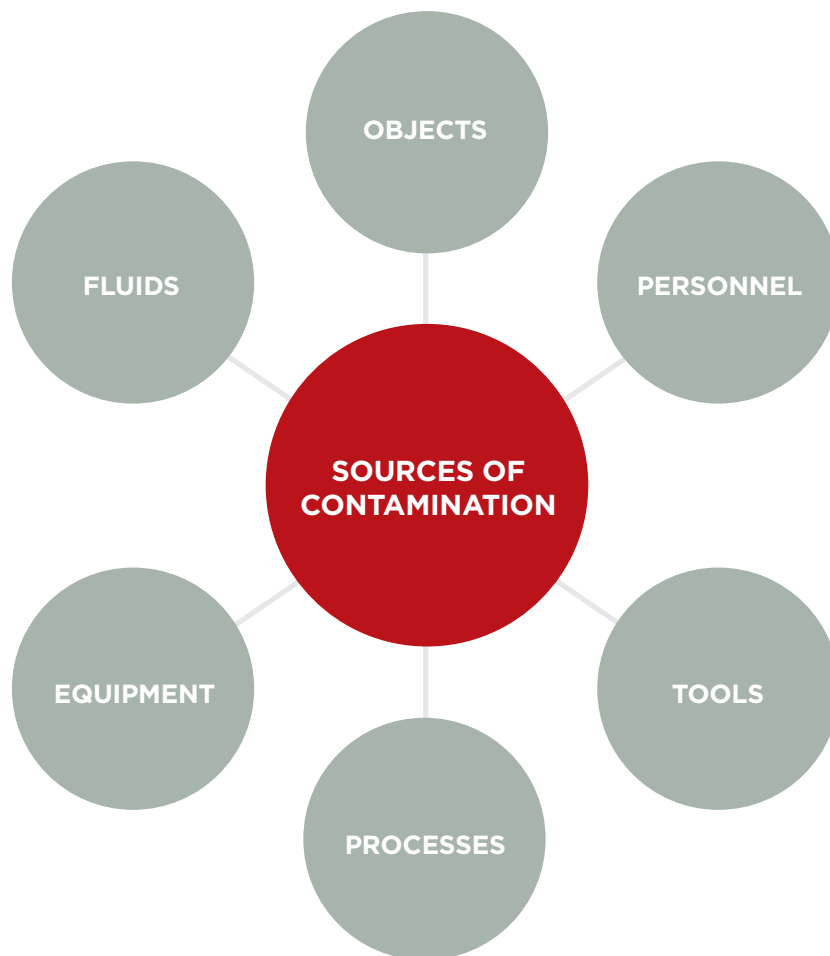 OBJECTS
FLUIDS
PERSONNEL
SOURCES OF
CONTAMINATION
EQUIPMENT
TOOLS
PROCESSES